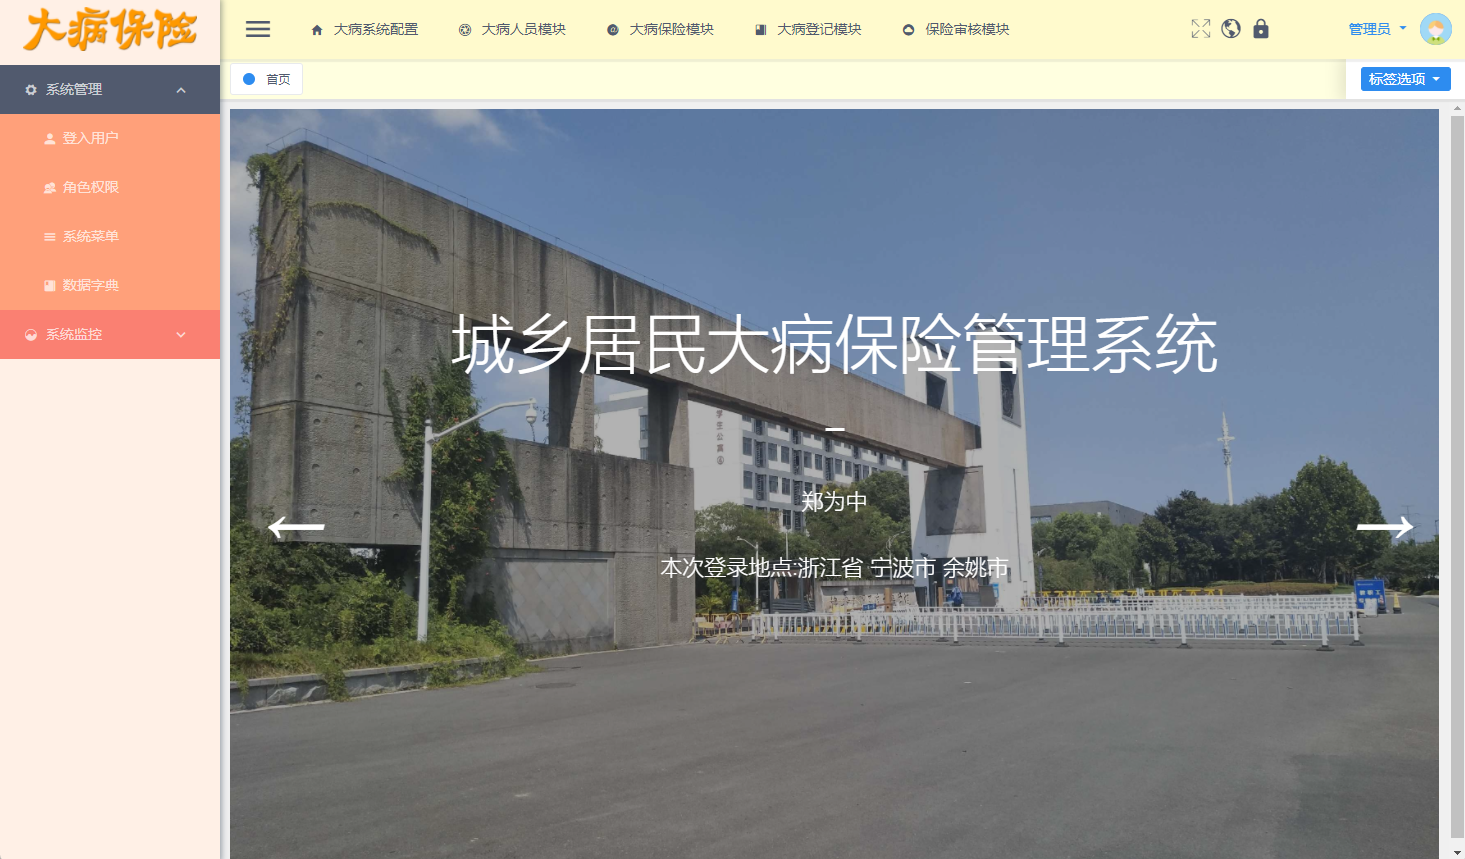 大病保险
大病系统配置
大病人员模块
大病保险模块
大病登记模块
保险审核模块
管理员
首页
标签选项
系统管理
登入用户
角色权限
系统菜单
数据字典
系统监控
城乡居民大病保险管理系统
学生公寓
郑为中
本次登录地点:浙江省 宁波市 余姚市